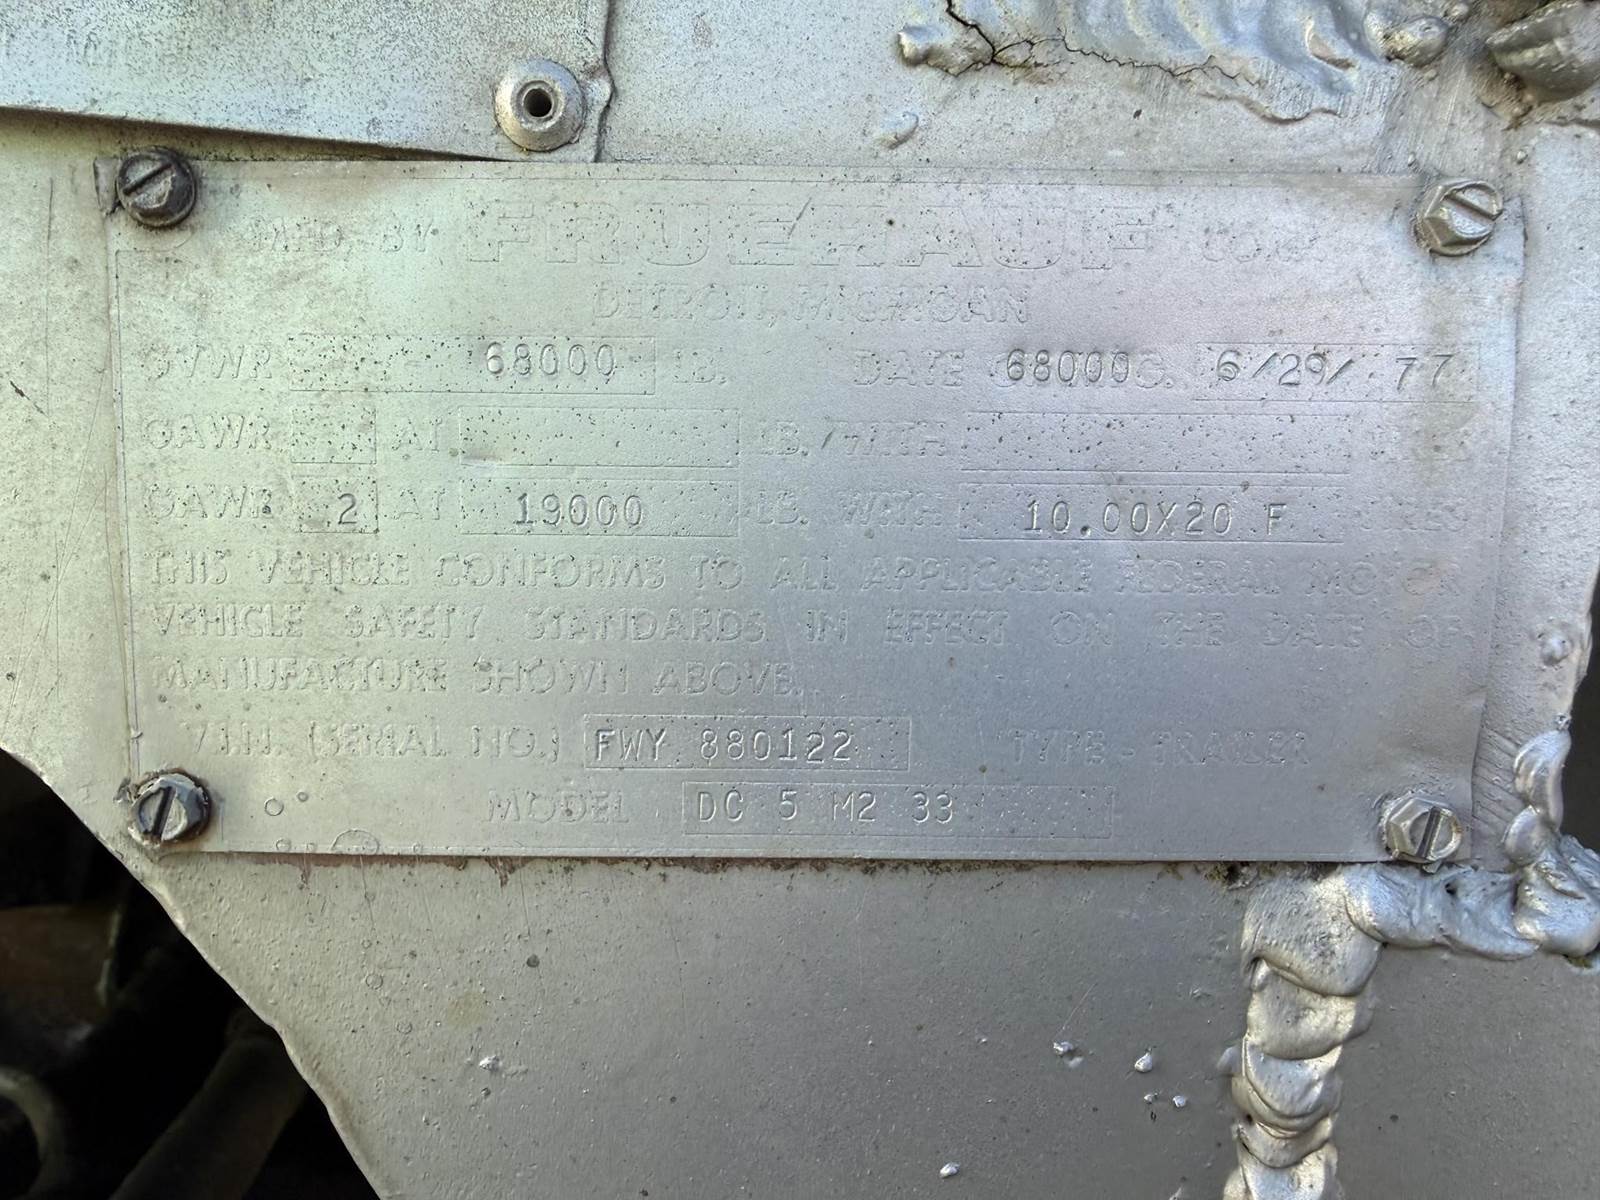 MFD. BY FRUEHAUF CORP.
DETROIT, MICHIGAN
GVWR 68000 LB. DATE 68000 6/29/ 77
GAWR AT LB. WITH TIRES
GAWR 2 AT 19000 LB. WITH 10.00X20 F TIRES
THIS VEHICLE CONFORMS TO ALL APPLICABLE FEDERAL MOTOR
VEHICLE SAFETY STANDARDS IN EFFECT ON THE DATE OF
MANUFACTURE SHOWN ABOVE.
V.I.N. (SERIAL NO.) FWY 880122 TYPE - TRAILER
MODEL DC 5 M2 33